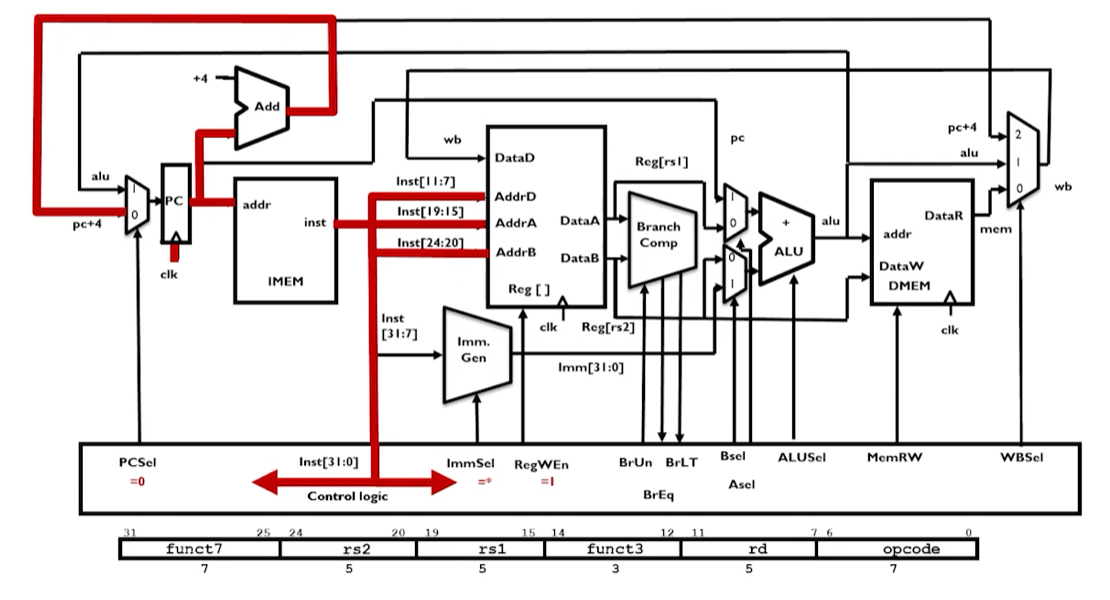 +4
Add
wb
pc
pc+4
alu
wb
alu
pc+4
1
0
PC
clk
addr
inst
IMEM
Inst[11:7]
Inst[19:15]
Inst[24:20]
DataD
AddrD
AddrA
AddrB
DataA
DataB
Reg []
clk
Reg[rs1]
Reg[rs2]
Branch
Comp
1
0
0
1
+
ALU
alu
addr
DataR
DataW
DMEM
clk
mem
2
1
0
Inst
[31:7]
Imm.
Gen
Imm[31:0]
PCSel
=0
Inst[31:0]
Control logic
ImmSel
=*
RegWEn
=1
BrUn
BrEq
BrLT
Bsel
Asel
ALUSel
MemRW
WBSel
31 25 24 20 19 15 14 12 11 7 6 0
funct7 rs2 rs1 funct3 rd opcode
7 5 5 3 5 7